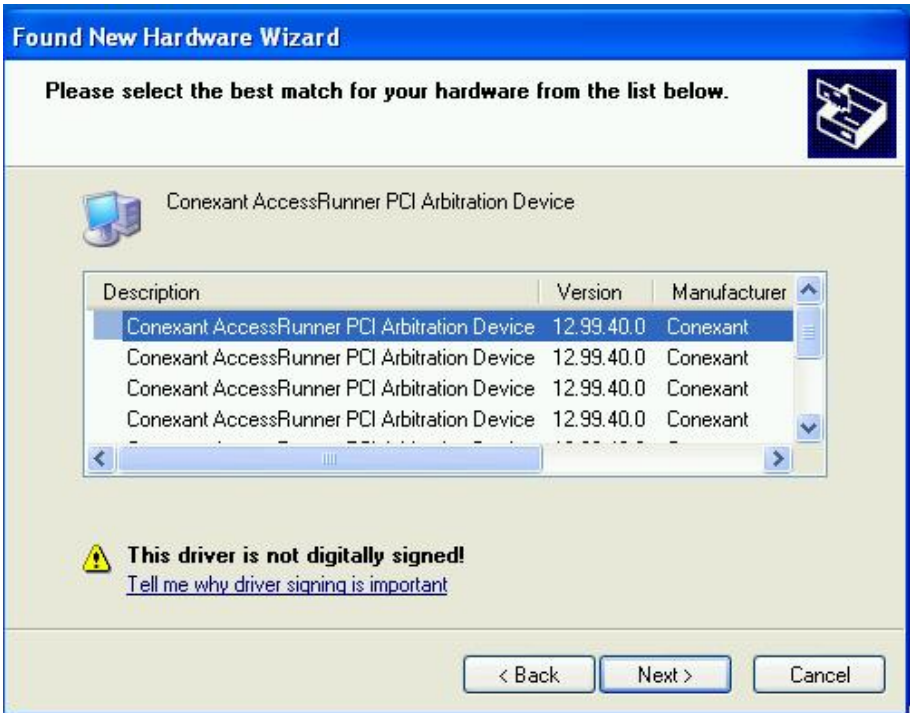 Found New Hardware Wizard
Please select the best match for your hardware from the list below.
Conexant AccessRunner PCI Arbitration Device
Description Version Manufacturer
Conexant AccessRunner PCI Arbitration Device 12.99.40.0 Conexant
Conexant AccessRunner PCI Arbitration Device 12.99.40.0 Conexant
Conexant AccessRunner PCI Arbitration Device 12.99.40.0 Conexant
Conexant AccessRunner PCI Arbitration Device 12.99.40.0 Conexant
This driver is not digitally signed!
Tell me why driver signing is important
< Back Next > Cancel